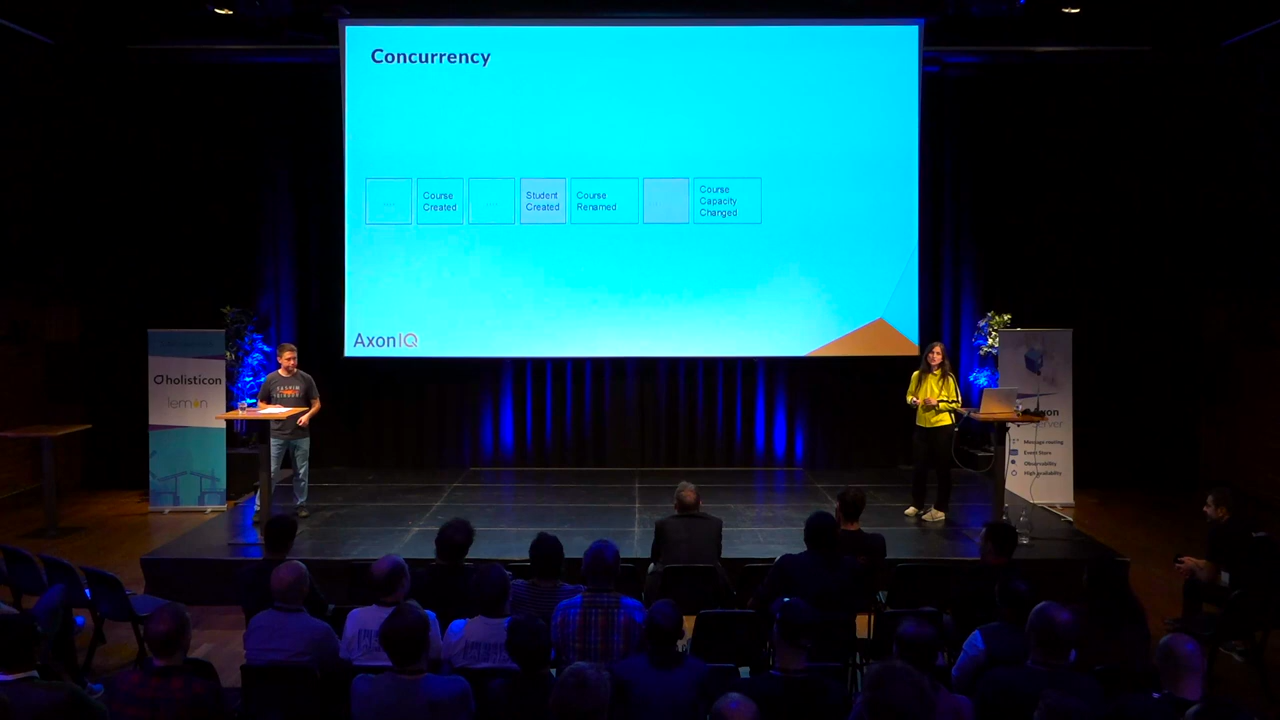 Concurrency
....
Course
Created
....
Student
Created
Course
Renamed
Course
Capacity
Changed
AxonIQ
holisticon
lemon
Message routing
Event Store
Observability
High availability